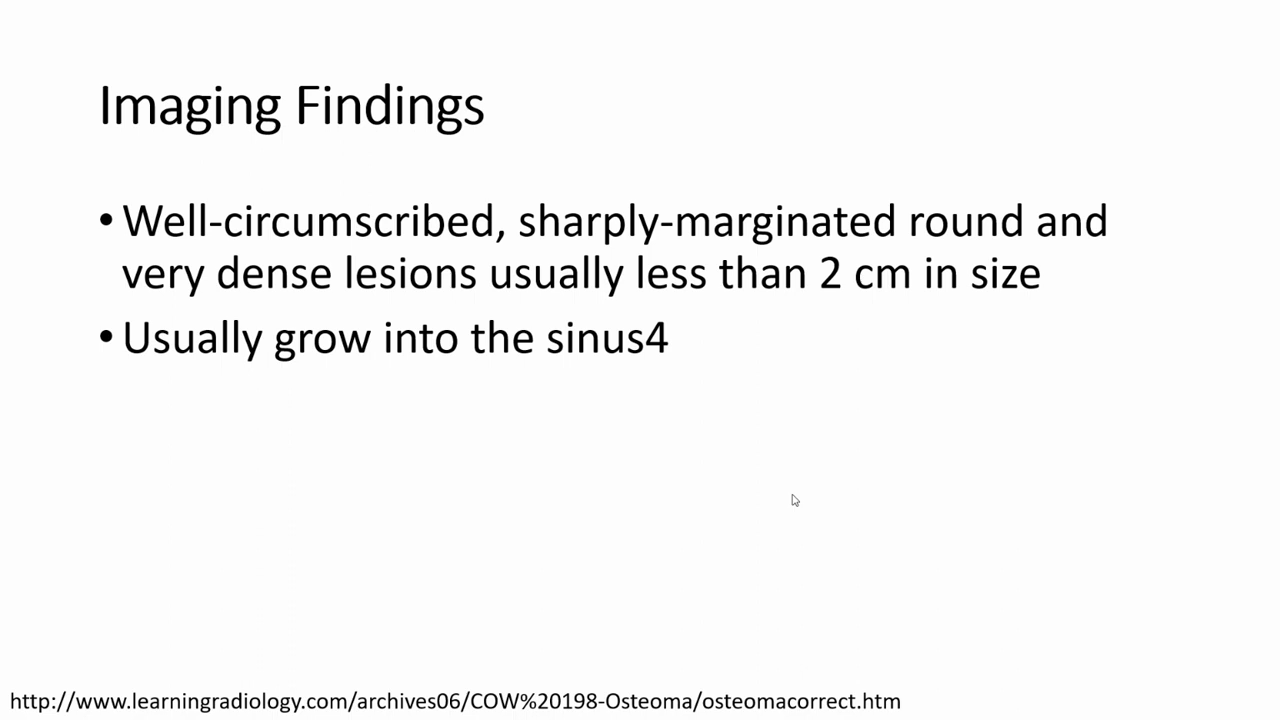 Imaging Findings
•Well-circumscribed, sharply-marginated round and
very dense lesions usually less than 2 cm in size
•Usually grow into the sinus4
http://www.learningradiology.com/archives06/COW%20198-Osteoma/osteomacorrect.htm